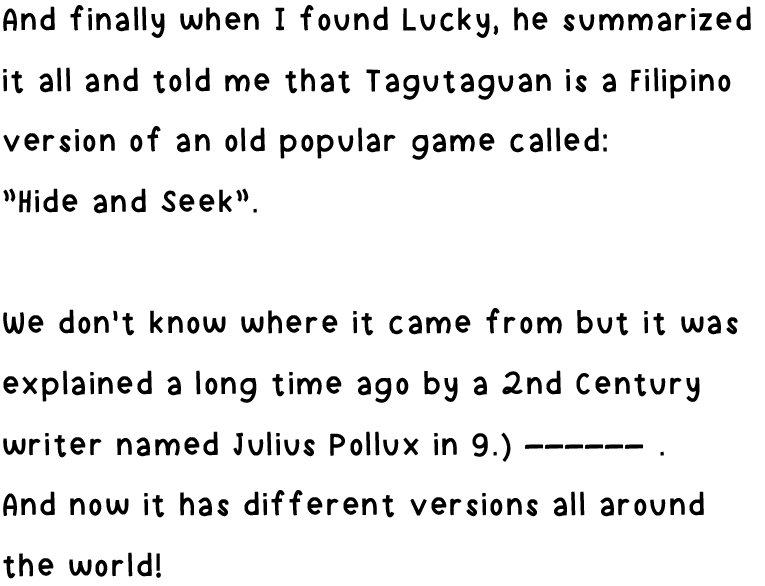 And finally when I found Lucky, he summarized
it all and told me that Tagutaguan is a Filipino
version of an old popular game called:
"Hide and Seek".
We don't know where it came from but it was
explained a long time ago by a 2nd Century
writer named Julius Pollux in 9.) ------ .
And now it has different versions all around
the world!